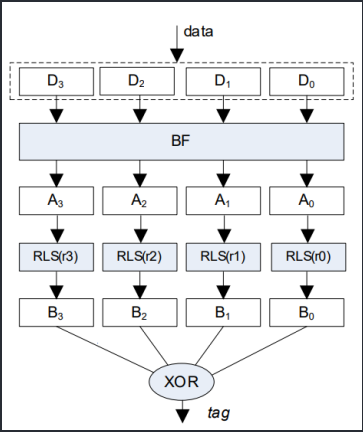 data
D₃ D₂ D₁ D₀
BF
A₃ A₂ A₁ A₀
RLS(r3) RLS(r2) RLS(r1) RLS(r0)
B₃ B₂ B₁ B₀
XOR
tag